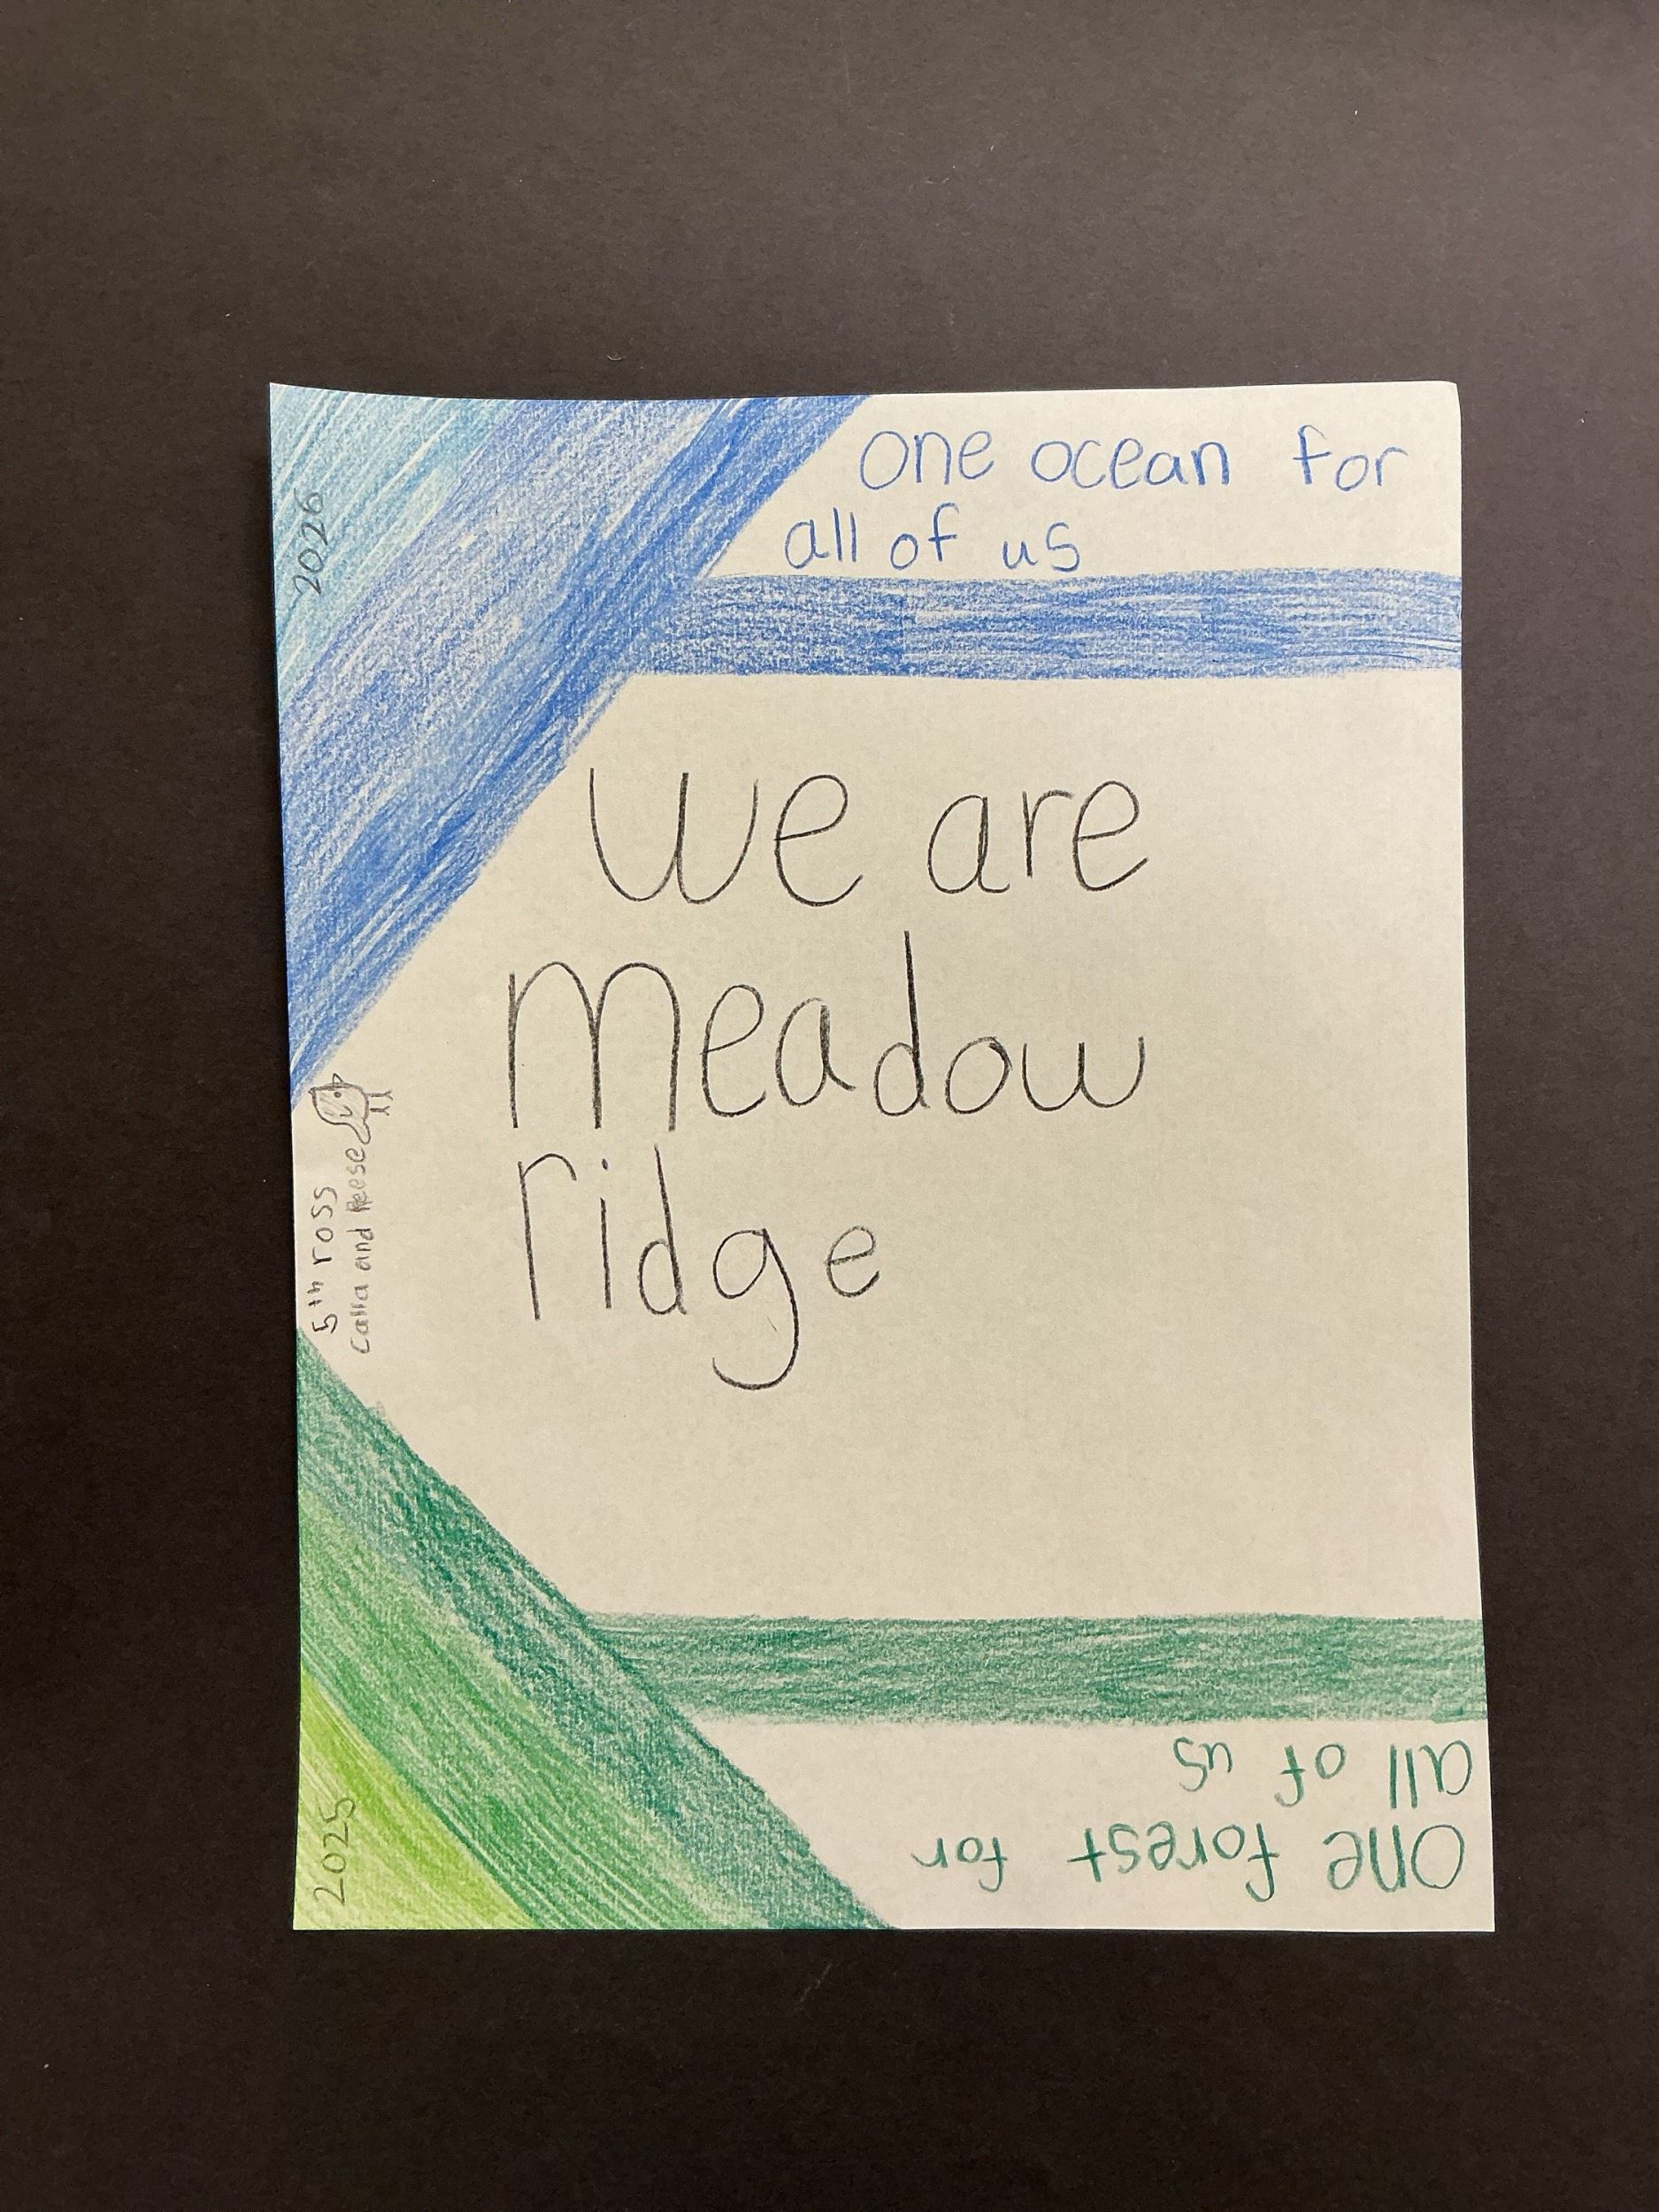 one ocean for
all of us
2026
we are
meadow
ridge
5th ross
Calla and Reese
2025
one forest for
all of us